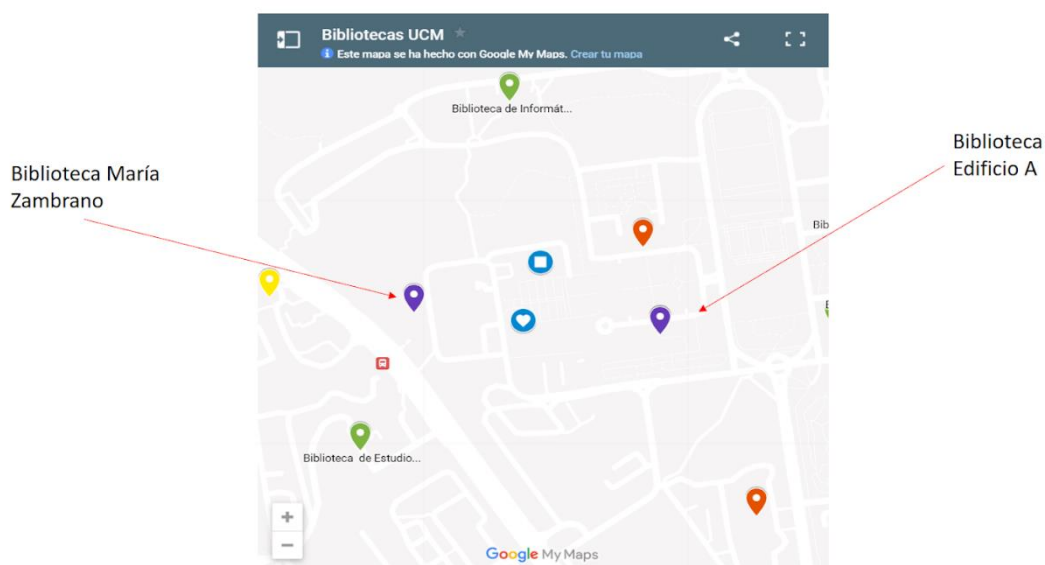 Bibliotecas UCM
Este mapa se ha hecho con Google My Maps. Crear tu mapa
Biblioteca de Informát...
Biblioteca
Edificio A
Biblioteca María
Zambrano
Bib
Biblioteca de Estudio...
Google My Maps